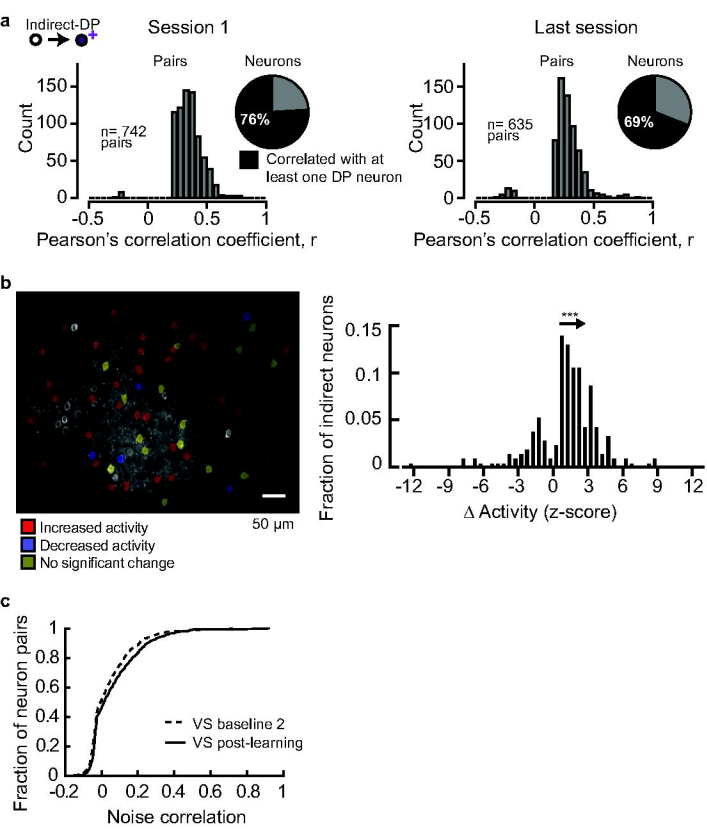 a
Indirect-DP
+
Session 1
Last session
Pairs
Neurons
Pairs
Neurons
Count
150
100
50
0
n= 742
pairs
76%
Correlated with at
least one DP neuron
-0.5
0
0.5
1
Pearson's correlation coefficient, r
Count
150
100
50
0
n= 635
pairs
69%
-0.5
0
0.5
1
Pearson's correlation coefficient, r
b
50 µm
Increased activity
Decreased activity
No significant change
Fraction of indirect neurons
0.15
0.1
0.05
0
***
-12
-9
-6
-3
0
3
6
9
12
Δ Activity (z-score)
c
Fraction of neuron pairs
1
0.8
0.6
0.4
0.2
0
VS baseline 2
VS post-learning
-0.2
0
0.2
0.4
0.6
0.8
1
Noise correlation